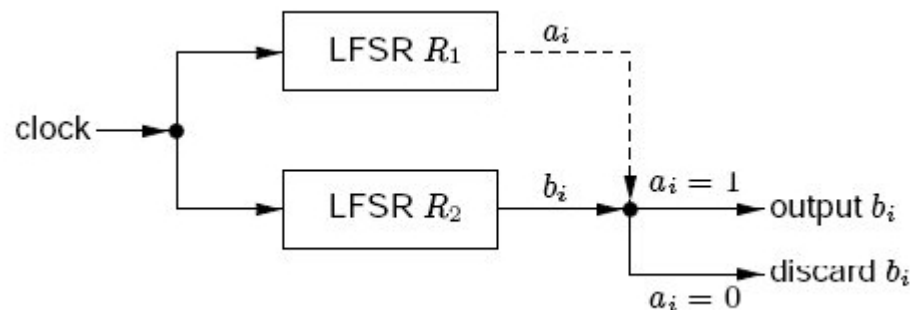 LFSR R₁
aᵢ
clock
LFSR R₂
bᵢ
aᵢ = 1
output bᵢ
discard bᵢ
aᵢ = 0